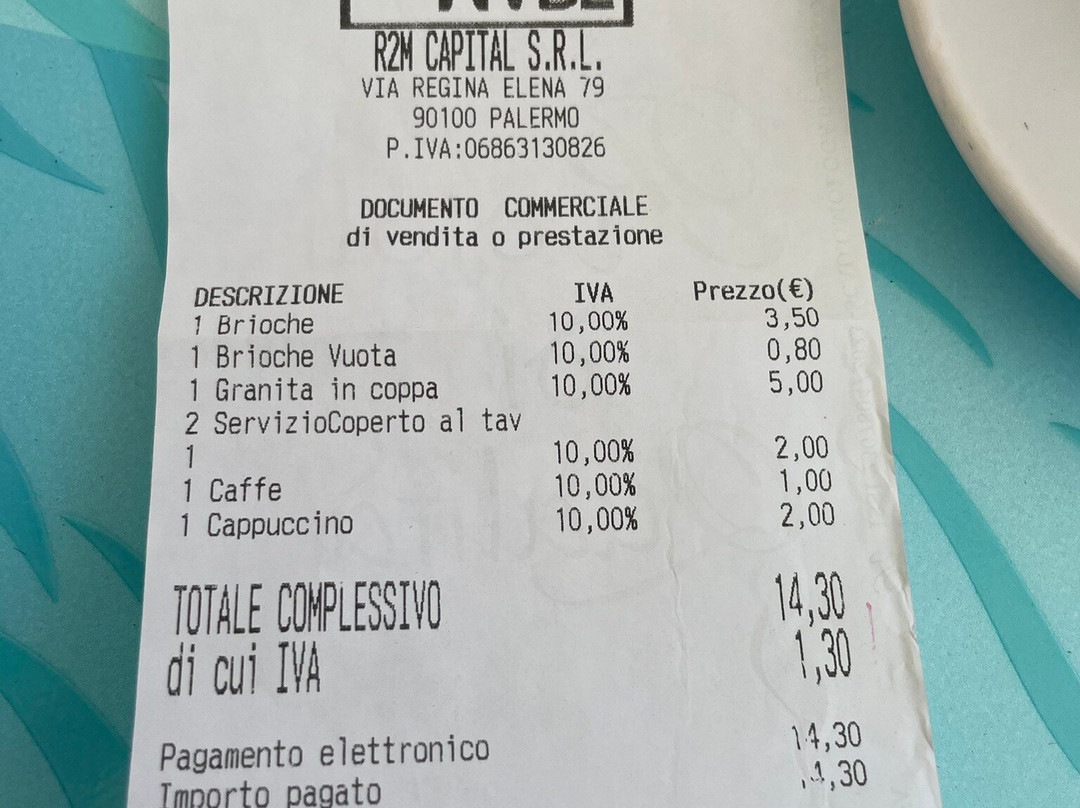 R2M CAPITAL S.R.L.
VIA REGINA ELENA 79
90100 PALERMO
P.IVA:06863130826
DOCUMENTO COMMERCIALE
di vendita o prestazione
DESCRIZIONE IVA Prezzo(€)
1 Brioche 10,00% 3,50
1 Brioche Vuota 10,00% 0,80
1 Granita in coppa 10,00% 5,00
2 ServizioCoperto al tav
1 10,00% 2,00
1 Caffe 10,00% 1,00
1 Cappuccino 10,00% 2,00
TOTALE COMPLESSIVO 14,30
di cui IVA 1,30
Pagamento elettronico 14,30
Importo pagato